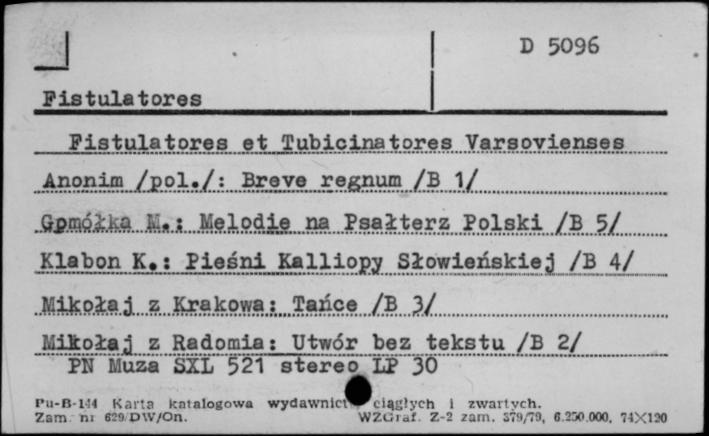 D 5096
Fistulatores
Fistulatores et Tubicinatores Varsovienses
Anonim /pol./: Breve regnum /B 1/
Gomółka M.: Melodie na Psałterz Polski /B 5/
Klabon K.: Pieśni Kalliopy Słowieńskiej /B 4/
Mikołaj z Krakowa: Tańce /B 3/
Mikołaj z Radomia: Utwór bez tekstu /B 2/
PN Muza SXL 521 stereo LP 30
Pu-B-144 Karta katalogowa wydawnict ciągłych i zwartych.
Zam. nr 629/DW/On. WZGraf. Z-2 zam. 379/79, 6.250.000, 74×120